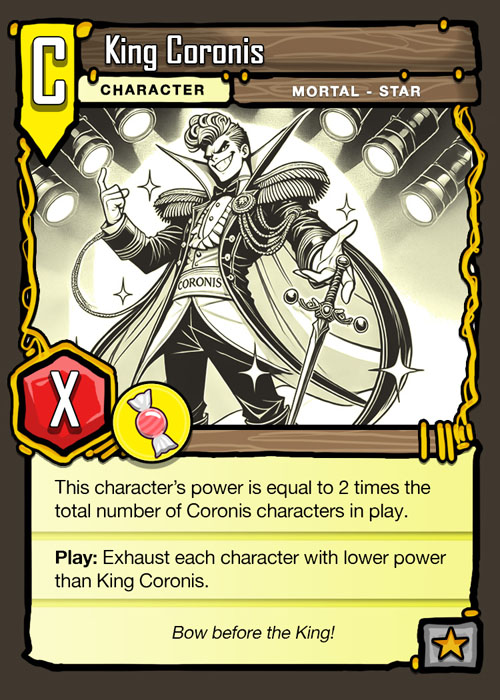 C
King Coronis
CHARACTER
MORTAL - STAR
CORONIS
X
This character's power is equal to 2 times the
total number of Coronis characters in play.
Play: Exhaust each character with lower power
than King Coronis.
Bow before the King!